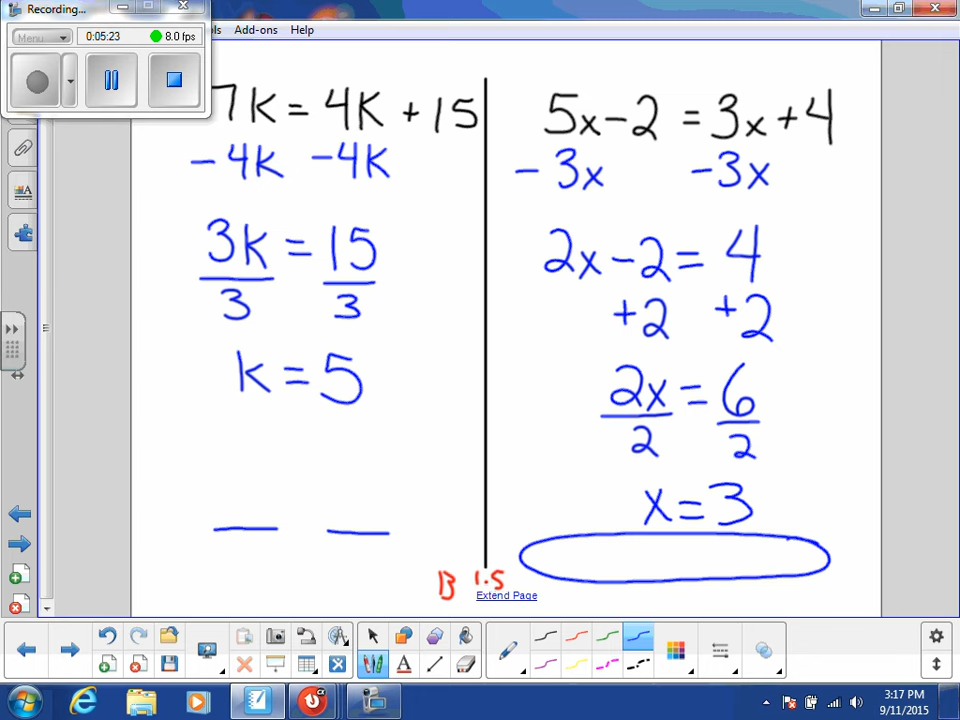 Recording...
Menu
0:05:23
8.0 fps
Add-ons Help
7K = 4K + 15
-4K -4K
3K = 15
3 3
K = 5
5x-2 = 3x+4
-3x -3x
2x-2 = 4
+2 +2
2x = 6
2 2
x = 3
B 1.5
Extend Page
A
3:17 PM
9/11/2015